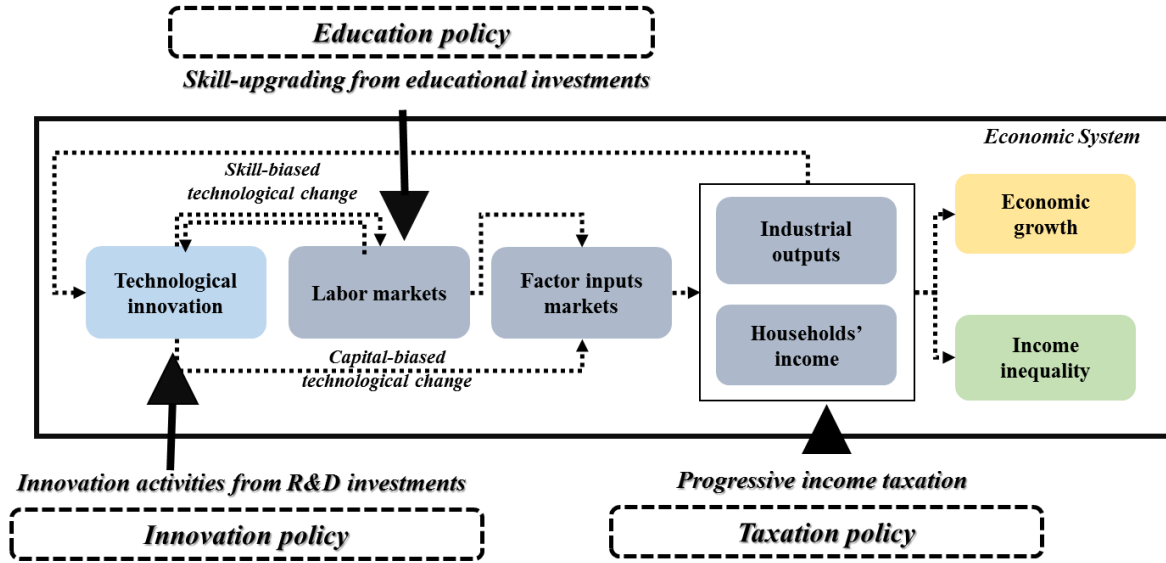 Education policy
Skill-upgrading from educational investments
Economic System
Skill-biased
technological change
Technological
innovation
Labor markets
Factor inputs
markets
Industrial
outputs
Households’
income
Economic
growth
Income
inequality
Capital-biased
technological change
Innovation activities from R&D investments
Innovation policy
Progressive income taxation
Taxation policy